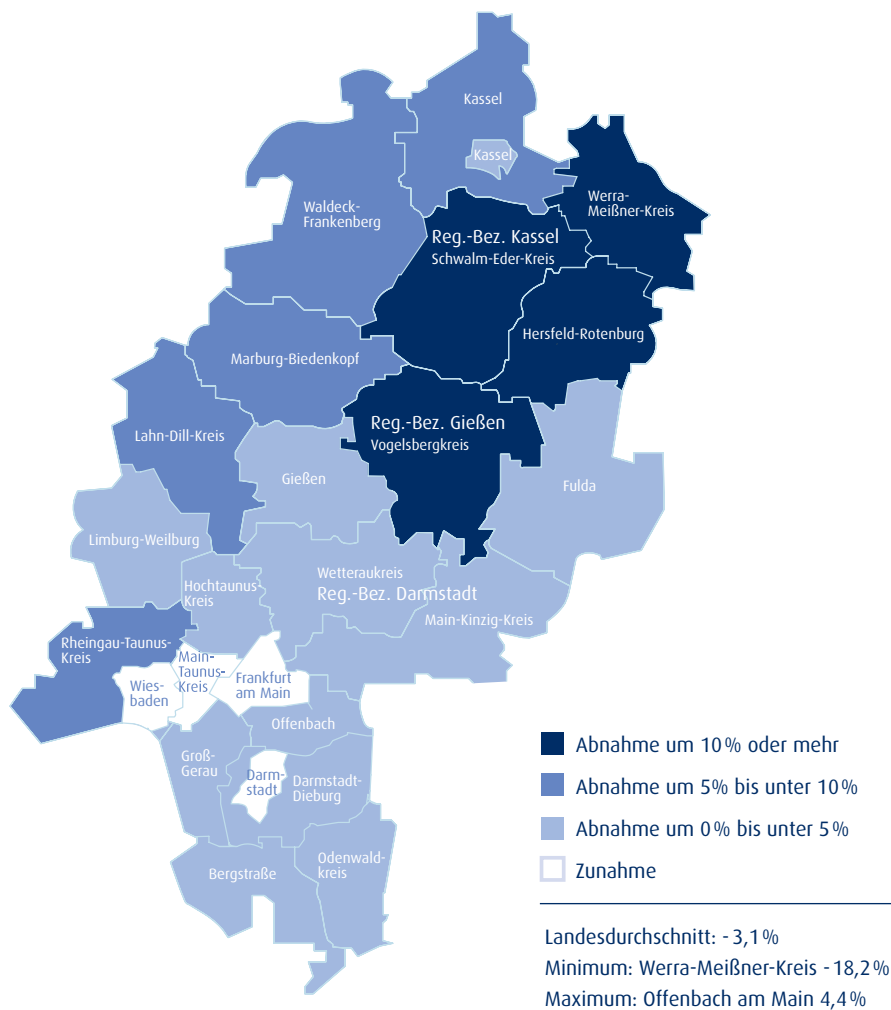 Kassel
Kassel
Werra-
Meißner-Kreis
Waldeck-
Frankenberg
Reg.-Bez. Kassel
Schwalm-Eder-Kreis
Hersfeld-Rotenburg
Marburg-Biedenkopf
Reg.-Bez. Gießen
Vogelsbergkreis
Lahn-Dill-Kreis
Gießen
Fulda
Limburg-Weilburg
Hochtaunus-
Kreis
Wetteraukreis
Reg.-Bez. Darmstadt
Main-Kinzig-Kreis
Rheingau-Taunus-
Kreis
Main-
Taunus-
Kreis
Wies-
baden
Frankfurt
am Main
Offenbach
Groß-
Gerau
Darm-
stadt
Darmstadt-
Dieburg
Bergstraße
Odenwald-
kreis
Abnahme um 10% oder mehr
Abnahme um 5% bis unter 10%
Abnahme um 0% bis unter 5%
Zunahme
Landesdurchschnitt: -3,1%
Minimum: Werra-Meißner-Kreis -18,2%
Maximum: Offenbach am Main 4,4%